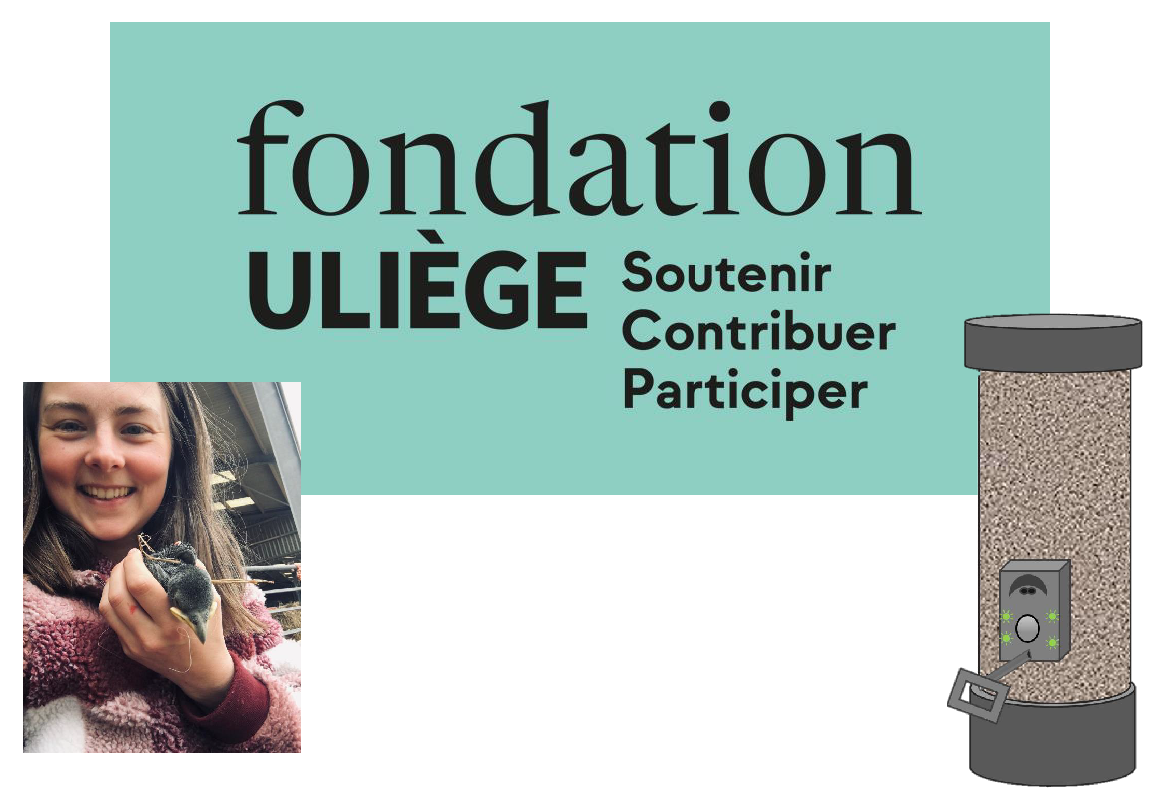 fondation
ULIÈGE
Soutenir
Contribuer
Participer